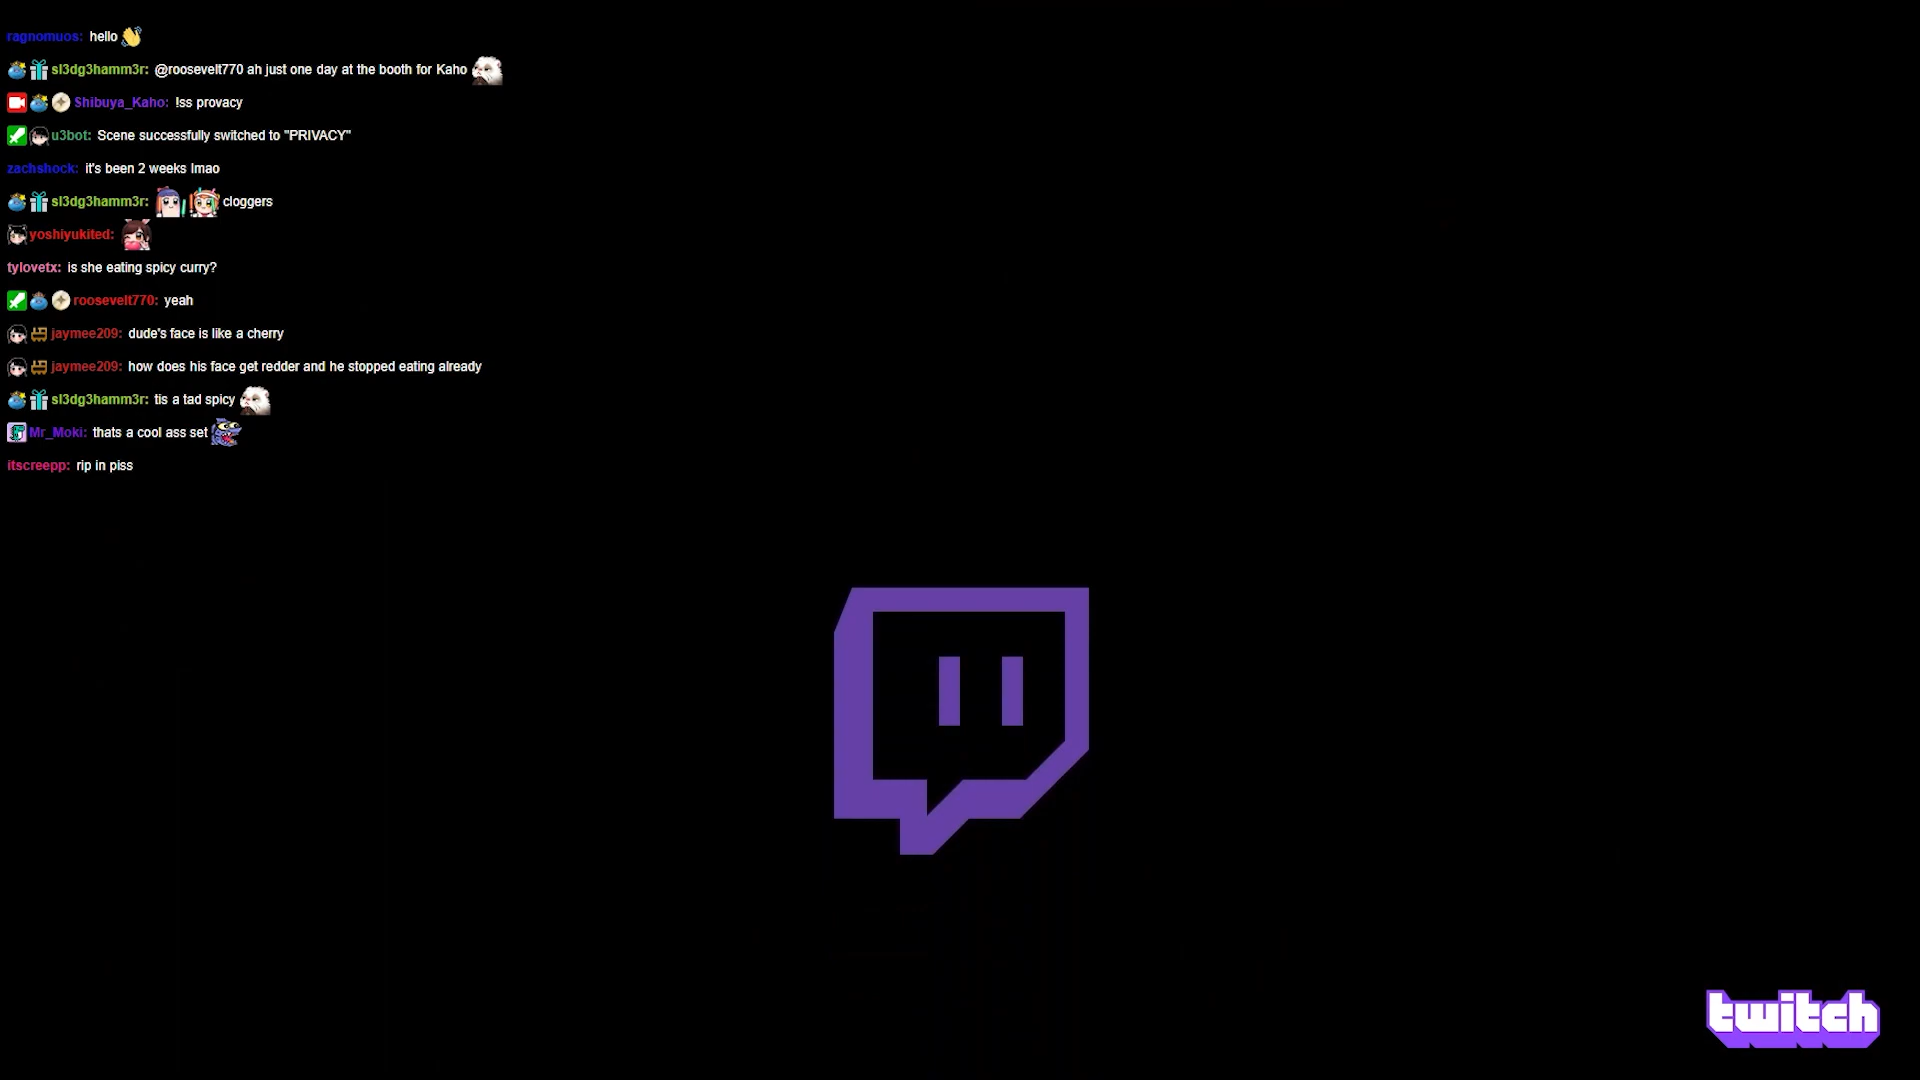 ragnomuos: hello
sl3dg3hamm3r: @roosevelt770 ah just one day at the booth for Kaho
Shibuya_Kaho: !ss provacy
u3bot: Scene successfully switched to "PRIVACY"
zachshock: it's been 2 weeks lmao
sl3dg3hamm3r: cloggers
yoshiyukited:
tylovetx: is she eating spicy curry?
roosevelt770: yeah
jaymee209: dude's face is like a cherry
jaymee209: how does his face get redder and he stopped eating already
sl3dg3hamm3r: tis a tad spicy
Mr_Moki: thats a cool ass set
itscreepp: rip in piss
twitch